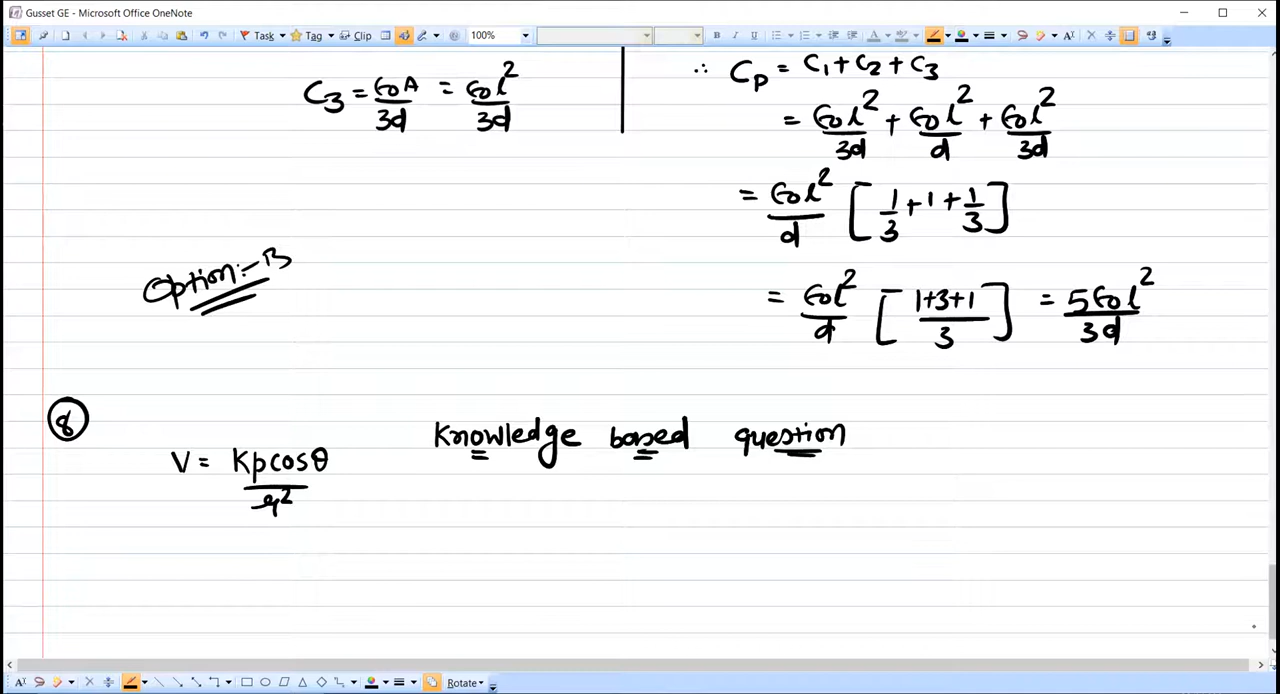 Gusset GE - Microsoft Office OneNote
Task Tag Clip 100%
C₃ = ε₀A/3d = ε₀l²/3d
∴ Cp = C₁ + C₂ + C₃
= ε₀l²/3d + ε₀l²/d + ε₀l²/3d
= ε₀l²/d [1/3 + 1 + 1/3]
Option:- B
= ε₀l²/d [1+3+1/3] = 5ε₀l²/3d
8
Knowledge based question
V = Kpcosθ/r²
Rotate